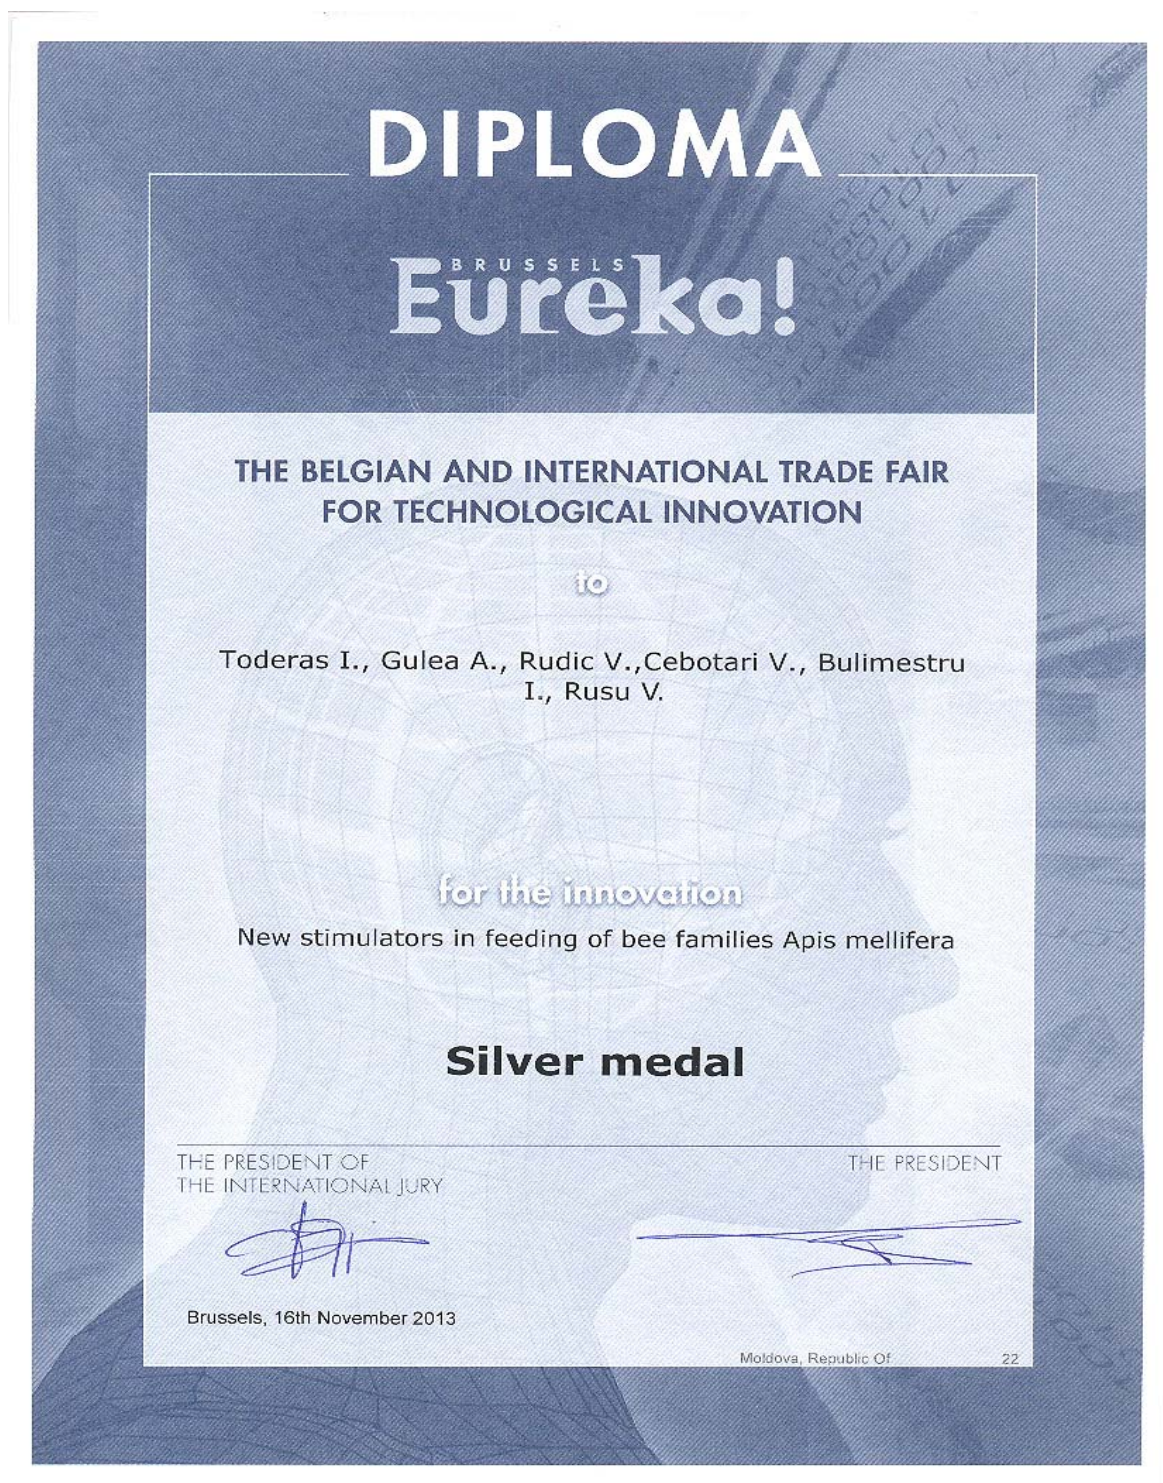 DIPLOMA
BRUSSELS
Eureka!
THE BELGIAN AND INTERNATIONAL TRADE FAIR
FOR TECHNOLOGICAL INNOVATION
to
Toderas I., Gulea A., Rudic V.,Cebotari V., Bulimestru
I., Rusu V.
for the innovation
New stimulators in feeding of bee families Apis mellifera
Silver medal
THE PRESIDENT OF
THE INTERNATIONAL JURY
THE PRESIDENT
Brussels, 16th November 2013
Moldova, Republic Of 22